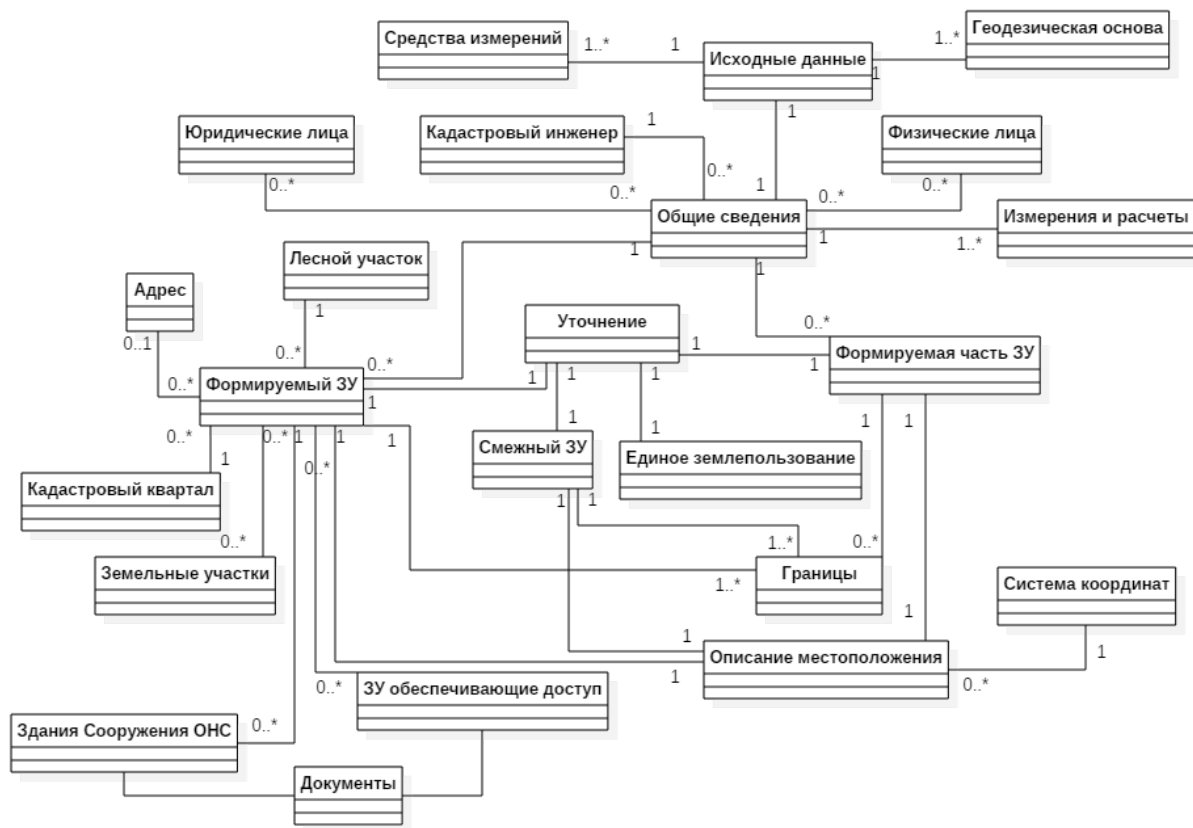 Средства измерений
1..*
1
Исходные данные
1
1..*
Геодезическая основа
1
Юридические лица
0..*
0..*
Кадастровый инженер
1
0..*
1
Физические лица
0..*
0..*
Общие сведения
1
1
1
Измерения и расчеты
1..*
Лесной участок
1
0..*
Адрес
0..1
0..*
Уточнение
1
1
1
1
Формируемая часть ЗУ
0..*
1
1
1
Формируемый ЗУ
0..*
1
0..*
0..*
1
0..*
1
1
Смежный ЗУ
1
1
1
Единое землепользование
1
Кадастровый квартал
1
Земельные участки
0..*
Границы
1..*
0..*
1..*
Система координат
1
Описание местоположения
1
1
1
0..*
ЗУ обеспечивающие доступ
0..*
Здания Сооружения ОНС
0..*
Документы